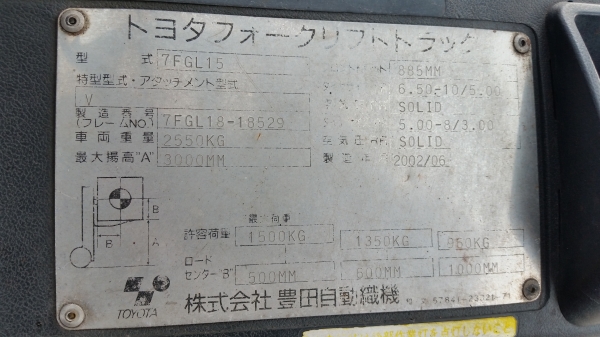 トヨタフォークリフトトラック
型式 7FGL15
885MM
特型型式・アタッチメント型式
6.50-10/5.00
V
SOLID
製造番号
(フレームNO) 7FGL18-18529
5.00-8/3.00
車両重量 2550KG
SOLID
最大揚高"A" 3000MM
製造年 2002/06
B
B A
最大荷重
許容荷重 1500KG 1350KG 950KG
ロード
センター"B" 500MM 600MM 1000MM
TOYOTA
株式会社 豊田自動織機